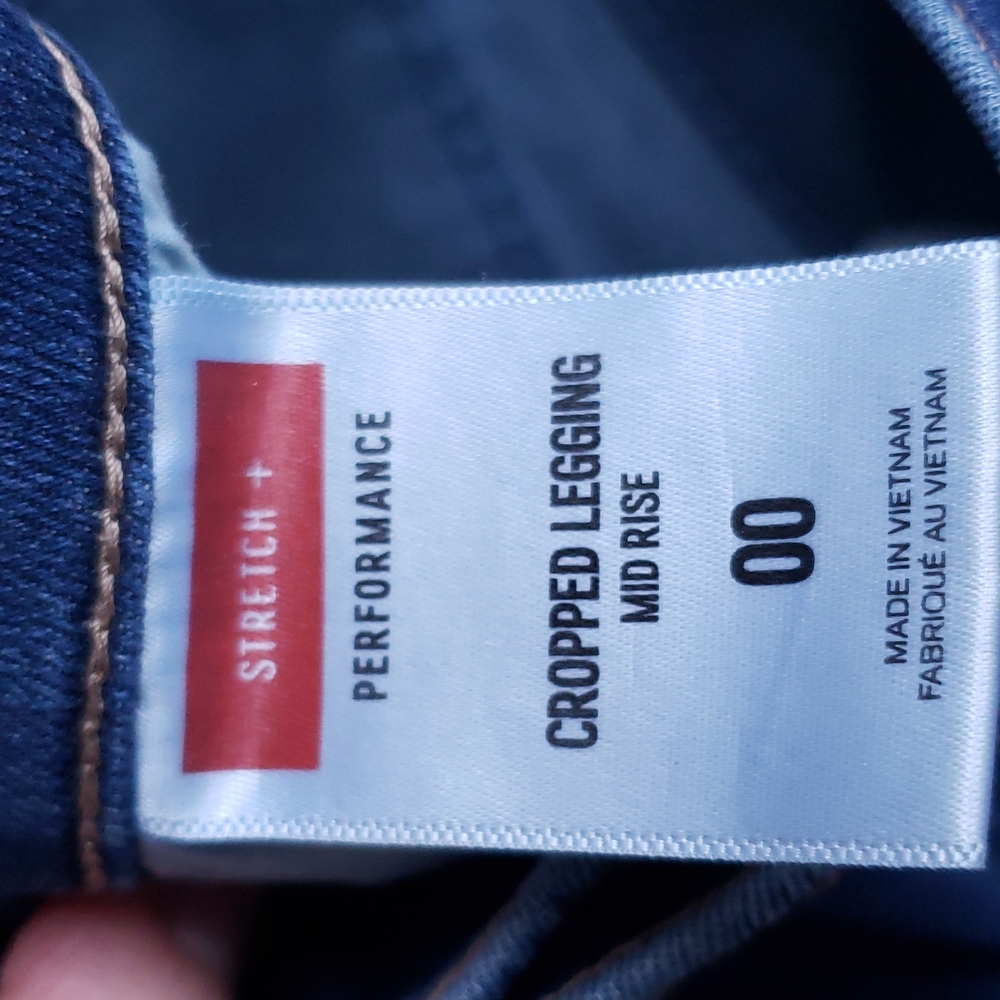 STRETCH +
PERFORMANCE
CROPPED LEGGING
MID RISE
00
MADE IN VIETNAM
FABRIQUÉ AU VIETNAM